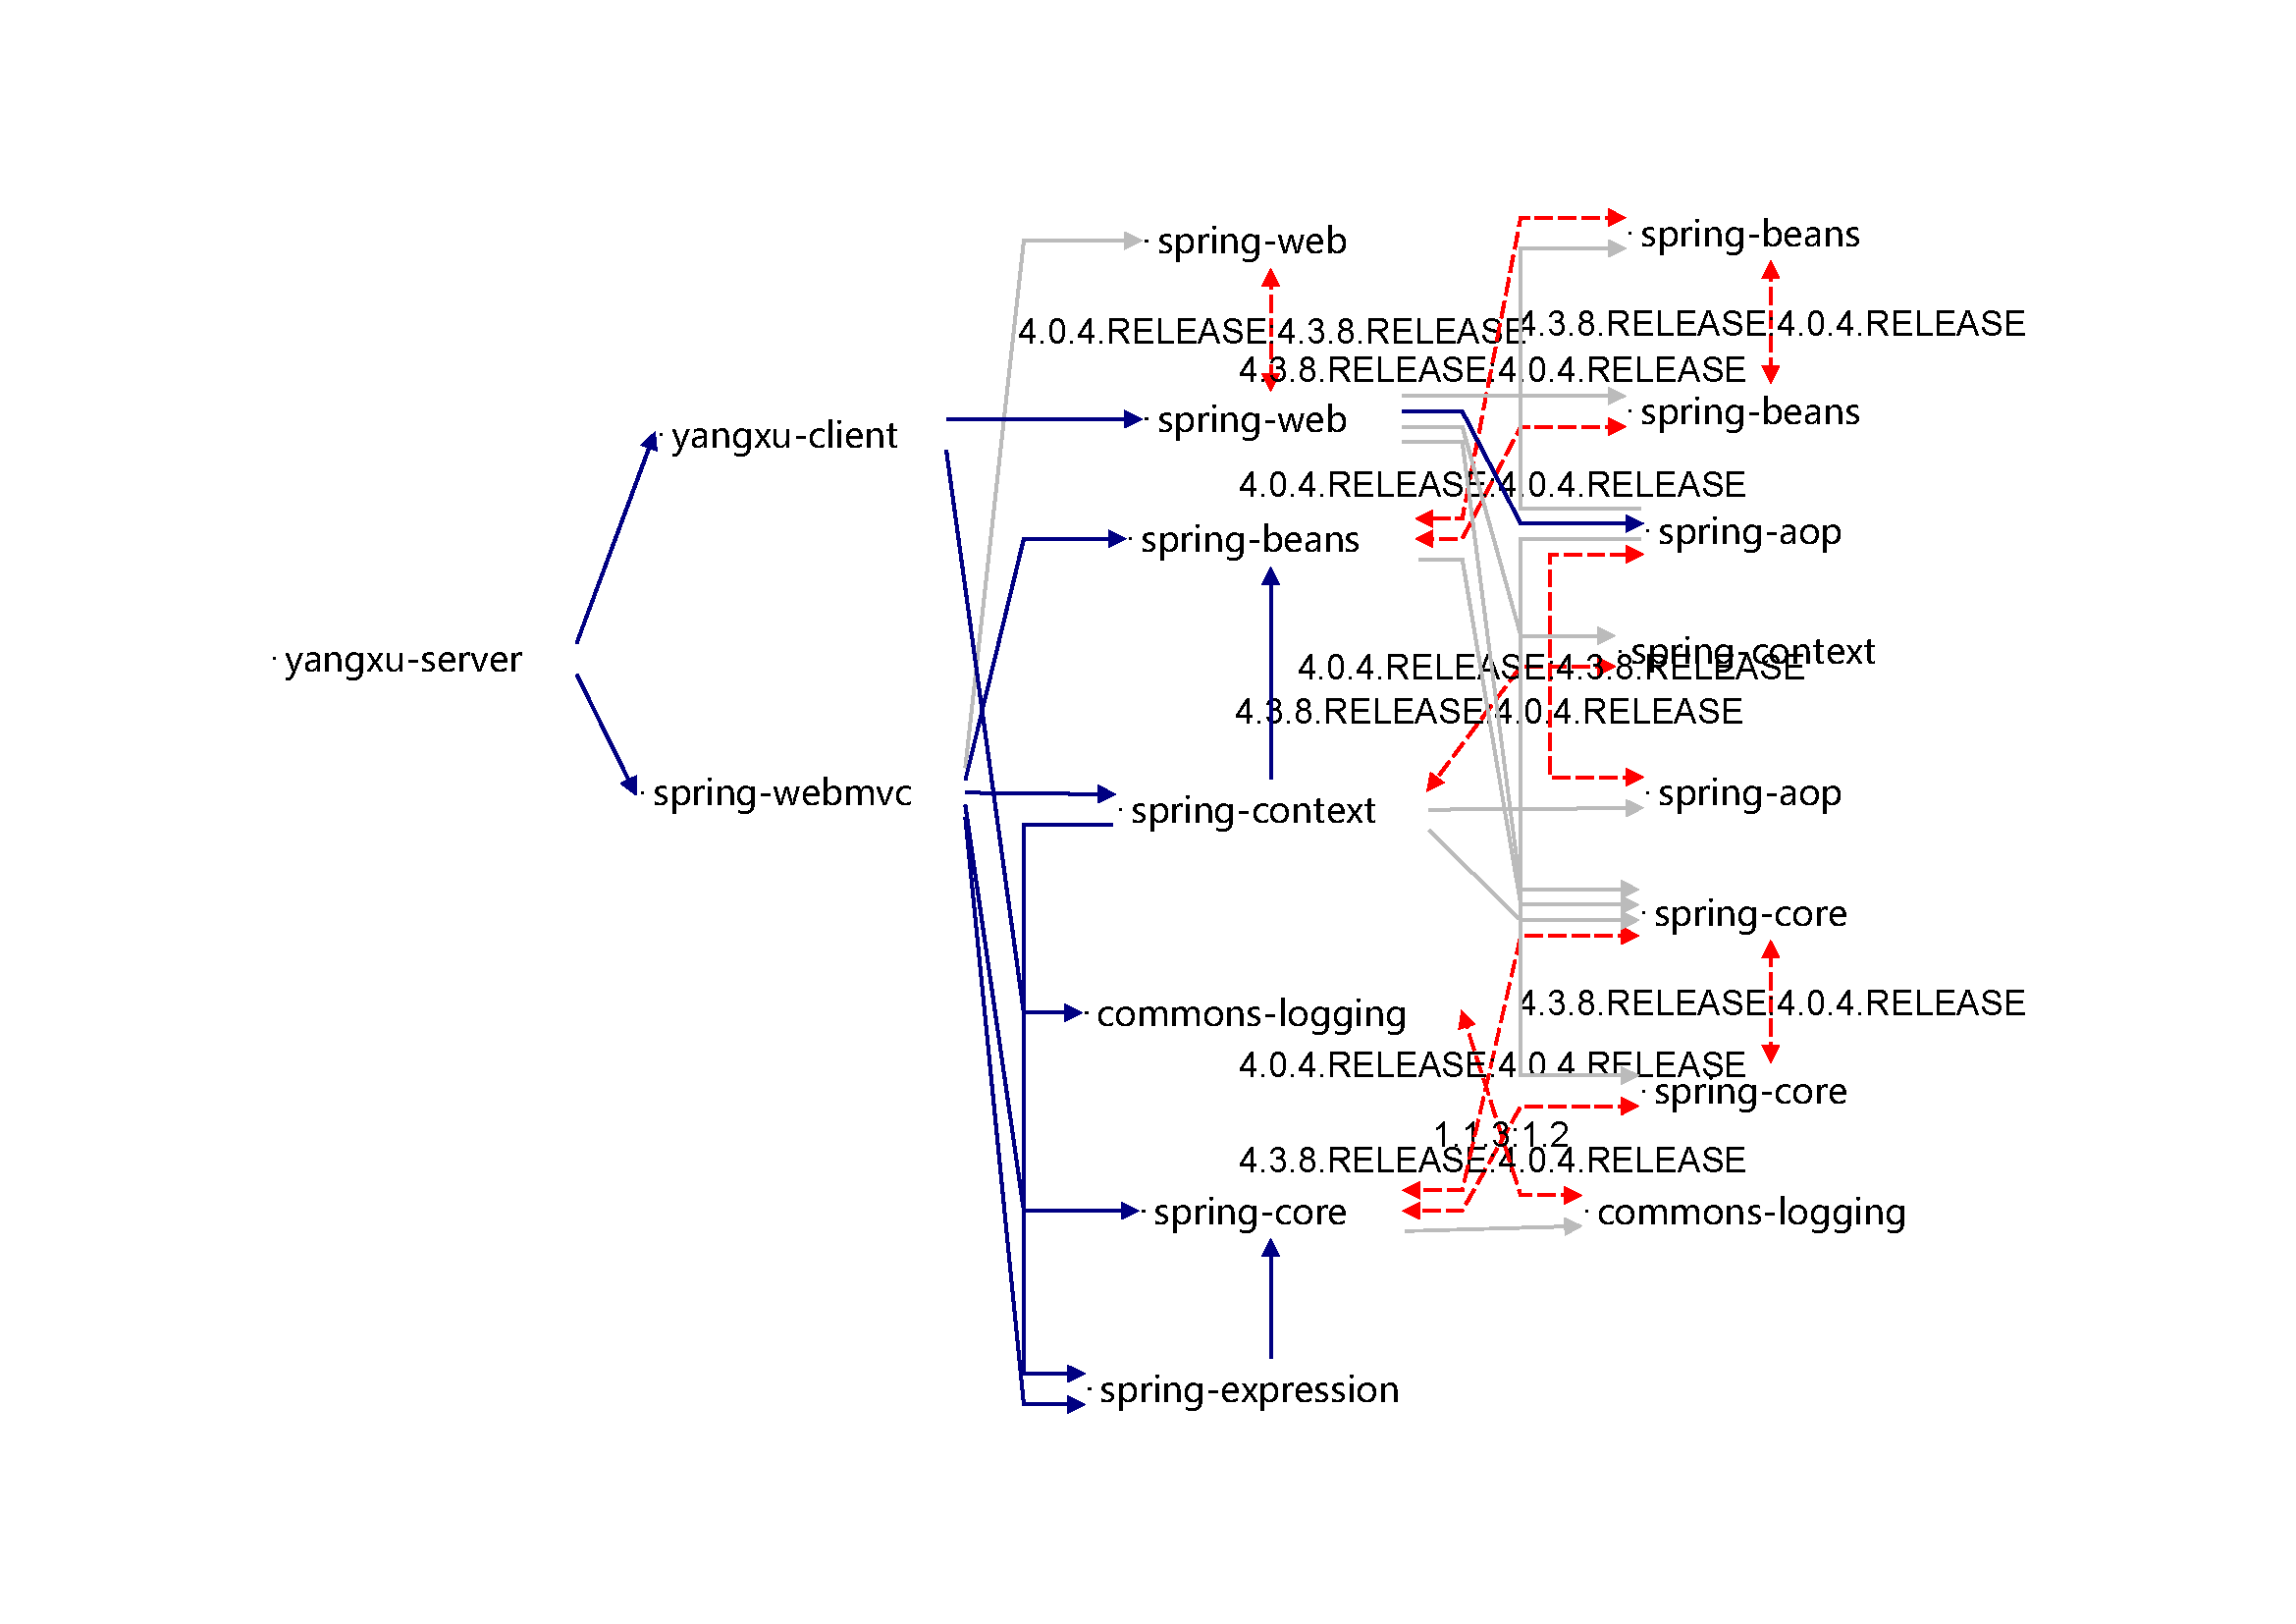 spring-web
spring-beans
4.0.4.RELEASE:4.3.8.RELEASE
4.3.8.RELEASE:4.0.4.RELEASE
4.3.8.RELEASE:4.0.4.RELEASE
yangxu-client
spring-web
spring-beans
4.0.4.RELEASE:4.0.4.RELEASE
spring-beans
spring-aop
yangxu-server
spring-context
4.0.4.RELEASE:4.3.8.RELEASE
4.3.8.RELEASE:4.0.4.RELEASE
spring-webmvc
spring-context
spring-aop
spring-core
commons-logging
4.3.8.RELEASE:4.0.4.RELEASE
4.0.4.RELEASE:4.0.4.RELEASE
spring-core
1.1.3:1.2
4.3.8.RELEASE:4.0.4.RELEASE
spring-core
commons-logging
spring-expression